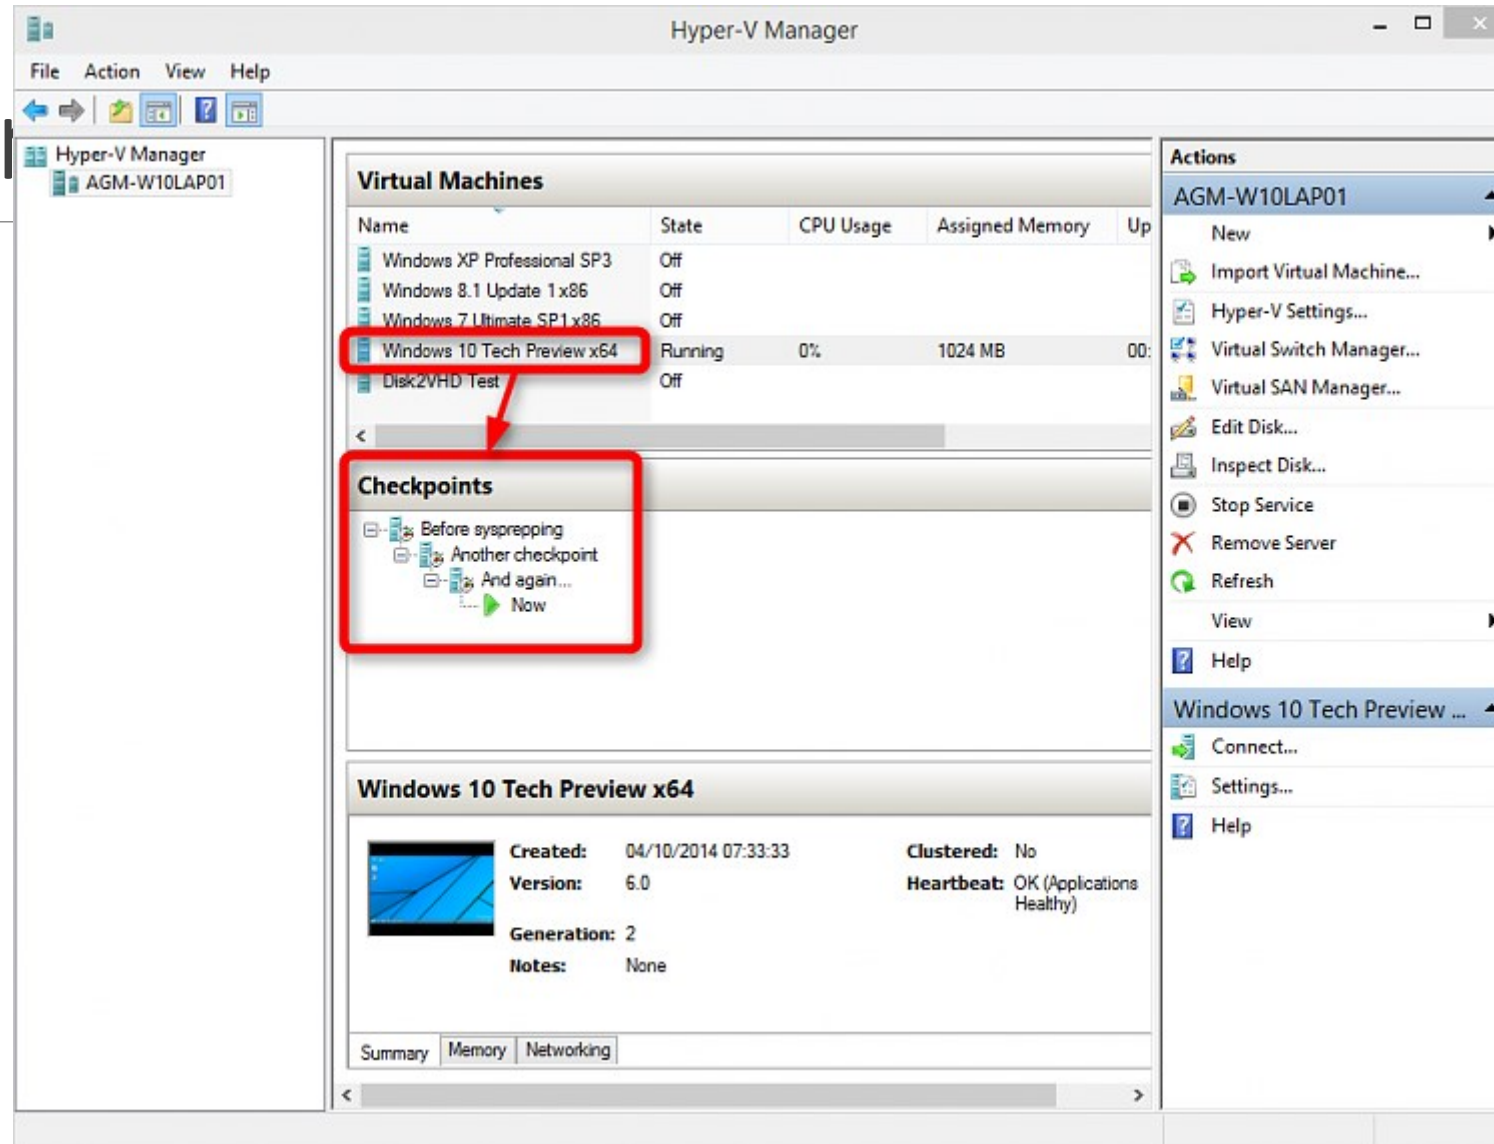 Hyper-V Manager
File Action View Help
Hyper-V Manager
AGM-W10LAP01
Virtual Machines
Name State CPU Usage Assigned Memory Up
Windows XP Professional SP3 Off
Windows 8.1 Update 1 x86 Off
Windows 7 Ultimate SP1 x86 Off
Windows 10 Tech Preview x64 Running 0% 1024 MB 00:
Disk2VHD Test Off
Checkpoints
Before sysprepping
Another checkpoint
And again...
Now
Windows 10 Tech Preview x64
Created: 04/10/2014 07:33:33 Clustered: No
Version: 6.0 Heartbeat: OK (Applications
Healthy)
Generation: 2
Notes: None
Summary Memory Networking
Actions
AGM-W10LAP01
New
Import Virtual Machine...
Hyper-V Settings...
Virtual Switch Manager...
Virtual SAN Manager...
Edit Disk...
Inspect Disk...
Stop Service
Remove Server
Refresh
View
Help
Windows 10 Tech Preview ...
Connect...
Settings...
Help